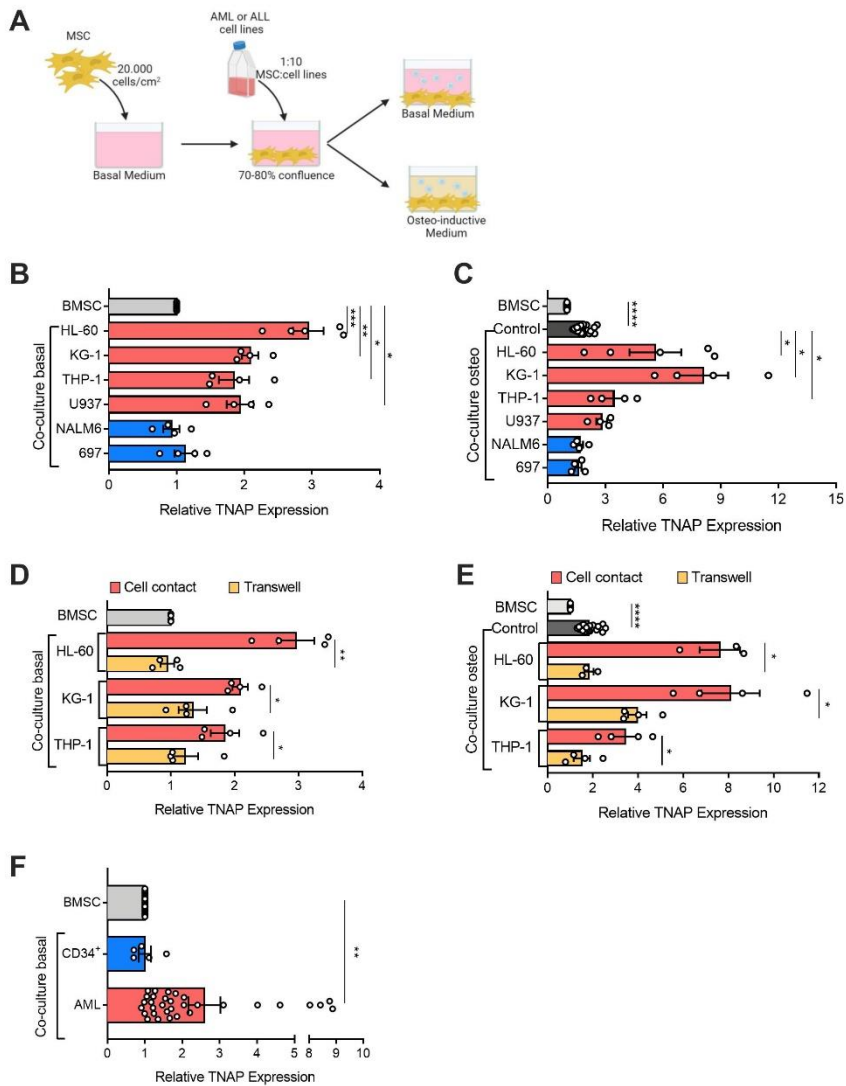 A
MSC
20.000
cells/cm²
Basal Medium
AML or ALL
cell lines
1:10
MSC:cell lines
70-80% confluence
Basal Medium
Osteo-inductive
Medium
B
Co-culture basal
BMSC
HL-60
KG-1
THP-1
U937
NALM6
697
***
**
*
*
0 1 2 3 4
Relative TNAP Expression
C
Co-culture osteo
BMSC
Control
HL-60
KG-1
THP-1
U937
NALM6
697
****
*
*
*
0 3 6 9 12 15
Relative TNAP Expression
D
Cell contact Transwell
Co-culture basal
BMSC
HL-60
KG-1
THP-1
**
*
*
0 1 2 3 4
Relative TNAP Expression
E
Cell contact Transwell
Co-culture osteo
BMSC
Control
HL-60
KG-1
THP-1
****
*
*
*
0 2 4 6 8 10 12
Relative TNAP Expression
F
Co-culture basal
BMSC
CD34⁺
AML
**
0 1 2 3 4 5 8 9 10
Relative TNAP Expression